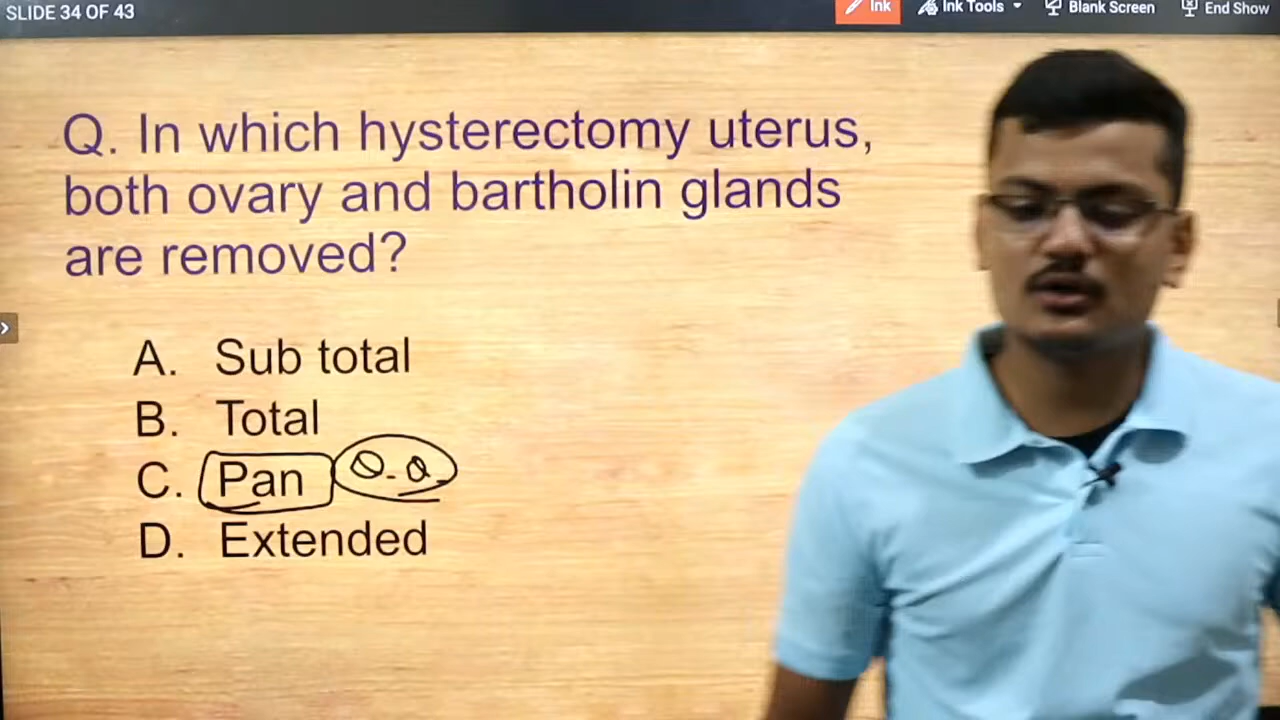 SLIDE 34 OF 43
Ink
Ink Tools
Blank Screen
End Show
Q. In which hysterectomy uterus,
both ovary and bartholin glands
are removed?
A. Sub total
B. Total
C. Pan
D. Extended